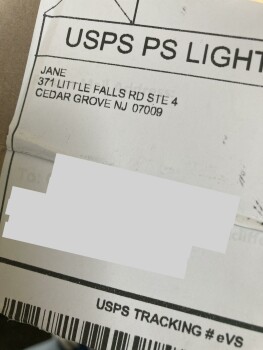 USPS PS LIGHT
JANE
371 LITTLE FALLS RD STE 4
CEDAR GROVE NJ 07009
USPS TRACKING # eVS